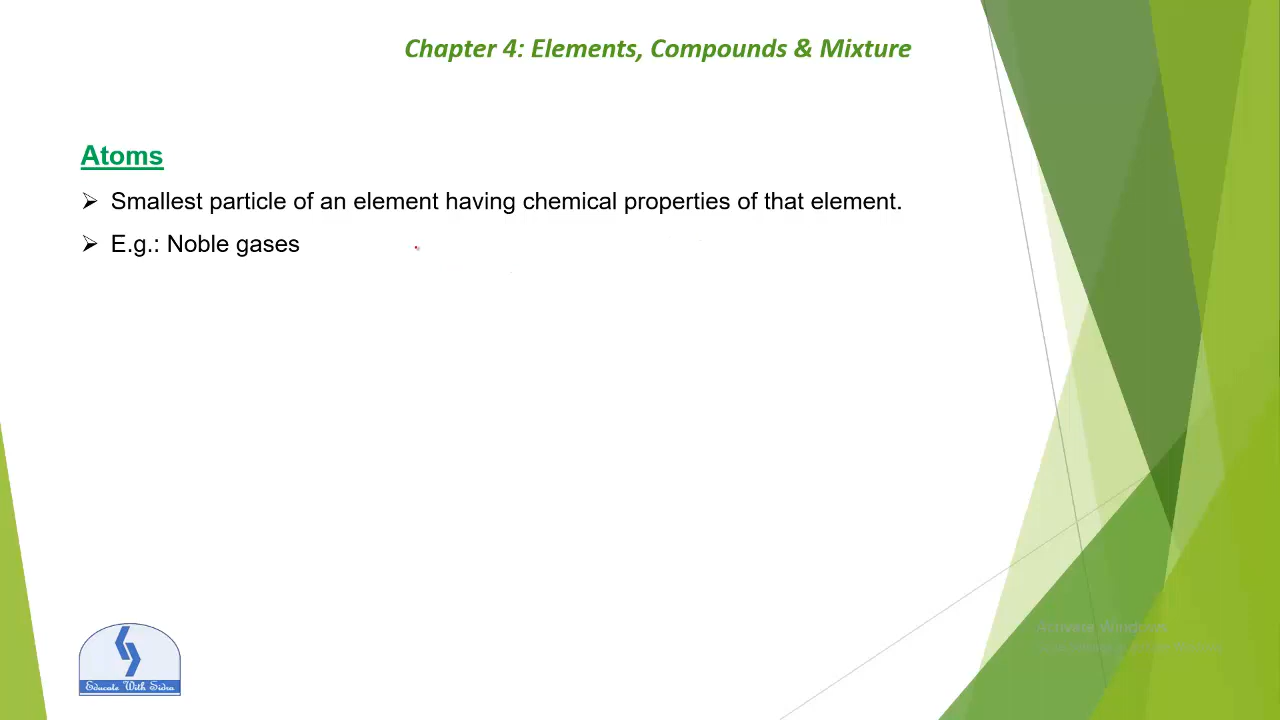 Chapter 4: Elements, Compounds & Mixture
Atoms
Smallest particle of an element having chemical properties of that element.
E.g.: Noble gases
Educate With Sidra
Activate Windows